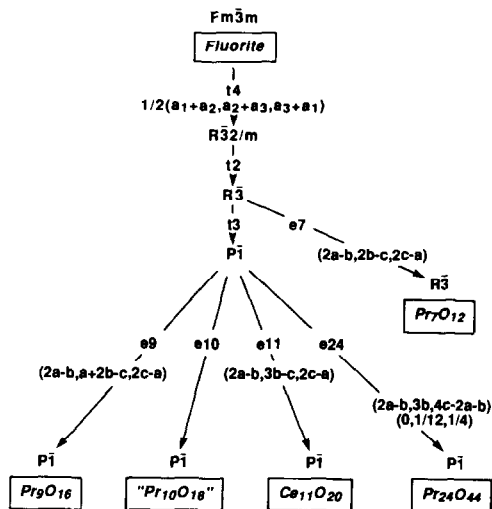 Fm3̄m
Fluorite
t4
1/2(a₁+a₂,a₂+a₃,a₃+a₁)
R3̄2/m
t2
R3̄
t3
e7
P1̄
(2a-b,2b-c,2c-a)
R3̄
Pr₇O₁₂
e9 e10 e11 e24
(2a-b,a+2b-c,2c-a) (2a-b,3b-c,2c-a)
(2a-b,3b,4c-2a-b)
(0,1/12,1/4)
P1̄ P1̄ P1̄ P1̄
Pr₉O₁₆ "Pr₁₀O₁₈" Ce₁₁O₂₀ Pr₂₄O₄₄